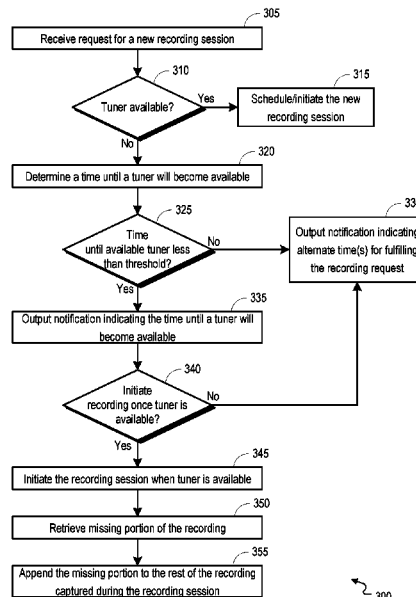 305
Receive request for a new recording session
310
Tuner available?
Yes
315
Schedule/initiate the new
recording session
No
320
Determine a time until a tuner will become available
325
Time
until available tuner less
than threshold?
No
Output notification indicating
alternate time(s) for fulfilling
the recording request
Yes
335
Output notification indicating the time until a tuner will
become available
340
Initiate
recording once tuner is
available?
No
Yes
345
Initiate the recording session when tuner is available
350
Retrieve missing portion of the recording
355
Append the missing portion to the rest of the recording
captured during the recording session
300